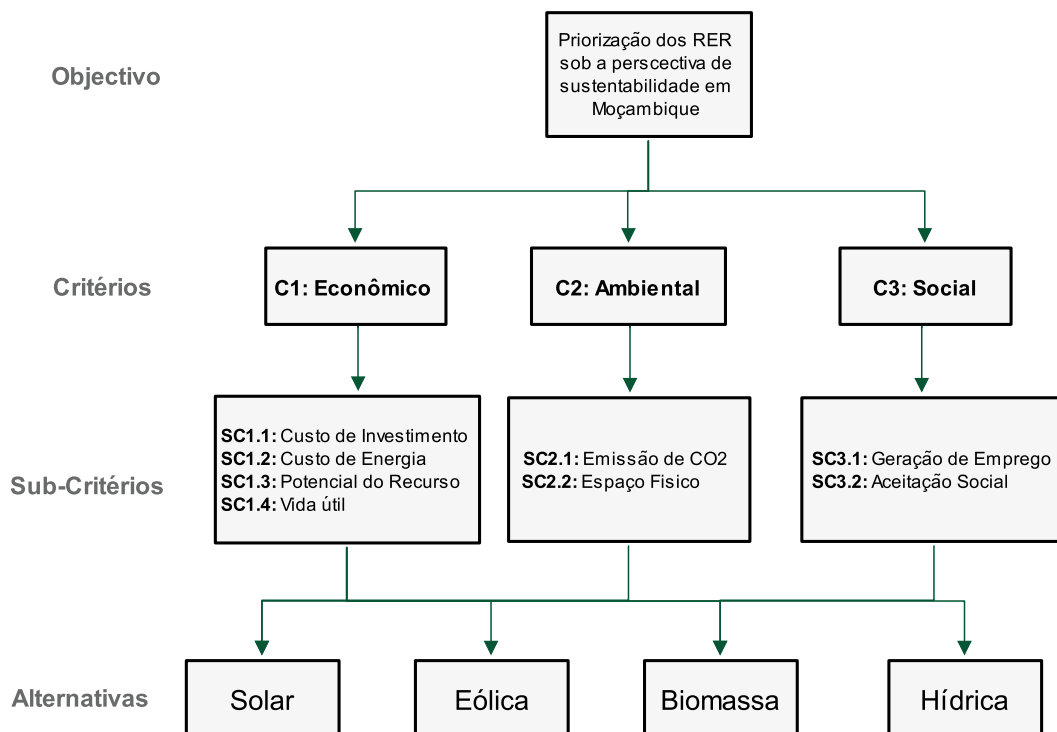 Objectivo
Priorização dos RER
sob a perscectiva de
sustentabilidade em
Moçambique
Critérios
C1: Econômico
C2: Ambiental
C3: Social
Sub-Critérios
SC1.1: Custo de Investimento
SC1.2: Custo de Energia
SC1.3: Potencial do Recurso
SC1.4: Vida útil
SC2.1: Emissão de CO2
SC2.2: Espaço Fisico
SC3.1: Geração de Emprego
SC3.2: Aceitação Social
Alternativas
Solar
Eólica
Biomassa
Hídrica